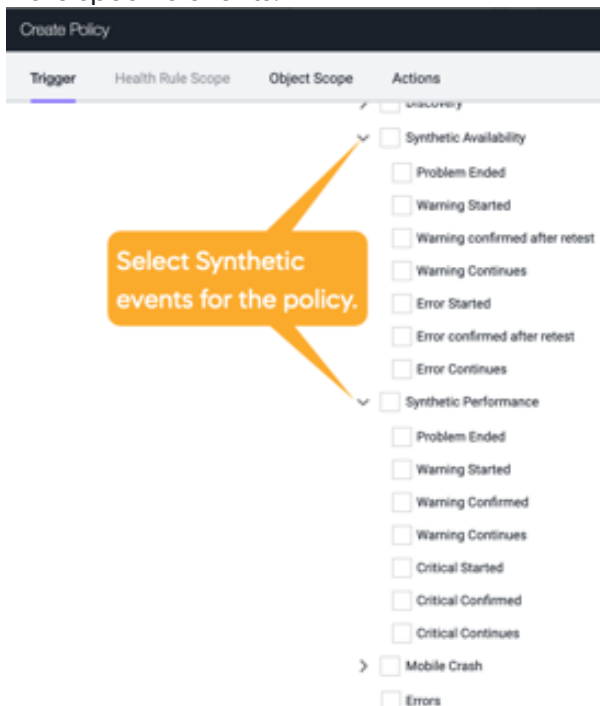 Create Policy
Trigger
Health Rule Scope
Object Scope
Actions
Discovery
Synthetic Availability
Problem Ended
Warning Started
Warning confirmed after retest
Warning Continues
Select Synthetic
events for the policy.
Error Started
Error confirmed after retest
Error Continues
Synthetic Performance
Problem Ended
Warning Started
Warning Confirmed
Warning Continues
Critical Started
Critical Confirmed
Critical Continues
Mobile Crash
Errors